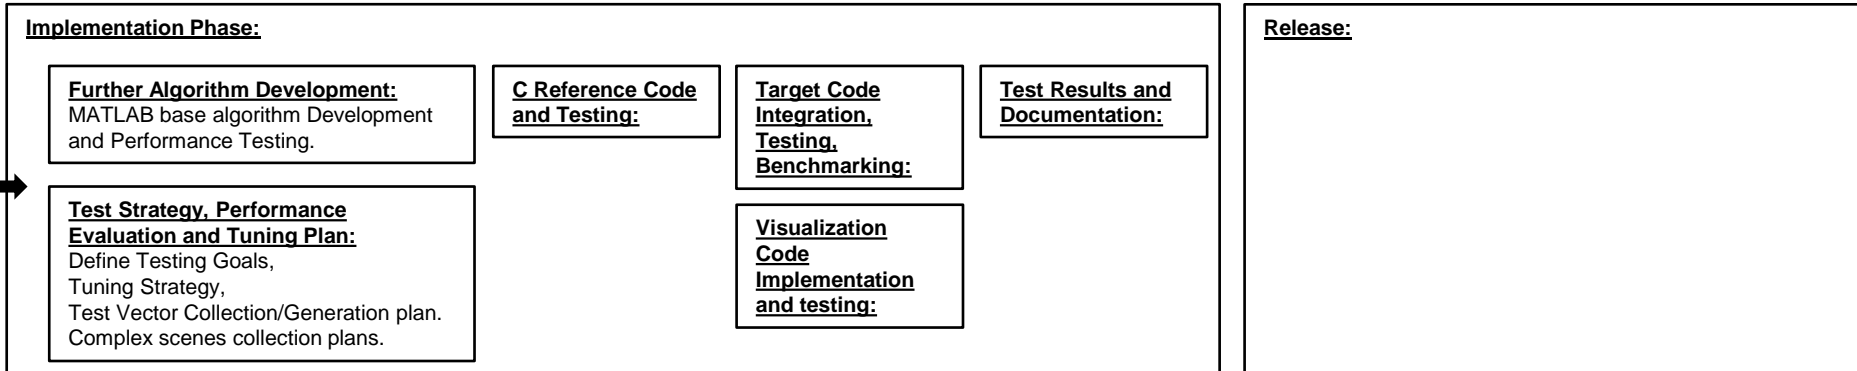 Implementation Phase:
Further Algorithm Development:
MATLAB base algorithm Development
and Performance Testing.
Test Strategy, Performance
Evaluation and Tuning Plan:
Define Testing Goals,
Tuning Strategy,
Test Vector Collection/Generation plan.
Complex scenes collection plans.
C Reference Code
and Testing:
Target Code
Integration,
Testing,
Benchmarking:
Visualization
Code
Implementation
and testing:
Test Results and
Documentation:
Release: